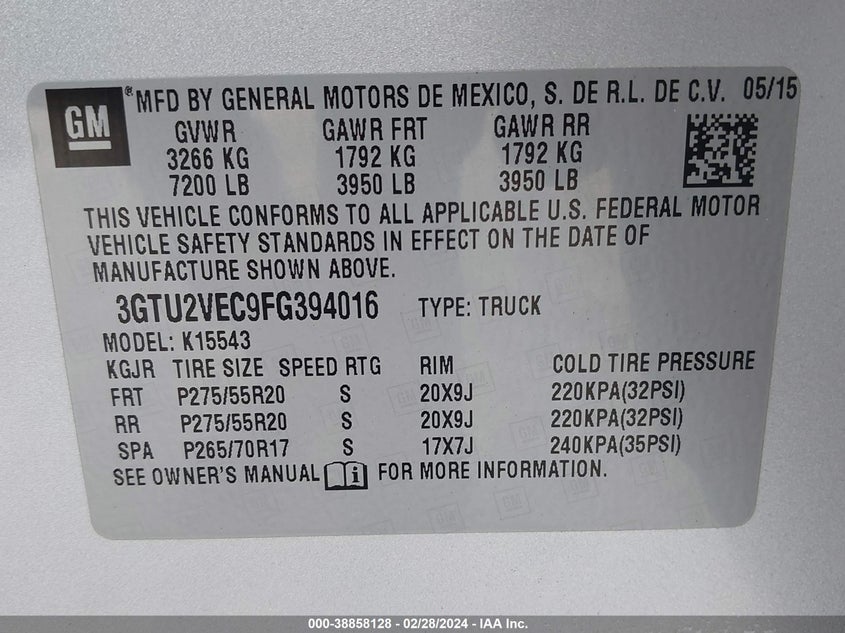 GM ® MFD BY GENERAL MOTORS DE MEXICO, S. DE R.L. DE C.V. 05/15
GVWR GAWR FRT GAWR RR
3266 KG 1792 KG 1792 KG
7200 LB 3950 LB 3950 LB
THIS VEHICLE CONFORMS TO ALL APPLICABLE U.S. FEDERAL MOTOR
VEHICLE SAFETY STANDARDS IN EFFECT ON THE DATE OF
MANUFACTURE SHOWN ABOVE.
3GTU2VEC9FG394016 TYPE: TRUCK
MODEL: K15543
KGJR TIRE SIZE SPEED RTG RIM COLD TIRE PRESSURE
FRT P275/55R20 S 20X9J 220KPA(32PSI)
RR P275/55R20 S 20X9J 220KPA(32PSI)
SPA P265/70R17 S 17X7J 240KPA(35PSI)
SEE OWNER'S MANUAL i FOR MORE INFORMATION.
000-38858128 - 02/28/2024 - IAA Inc.